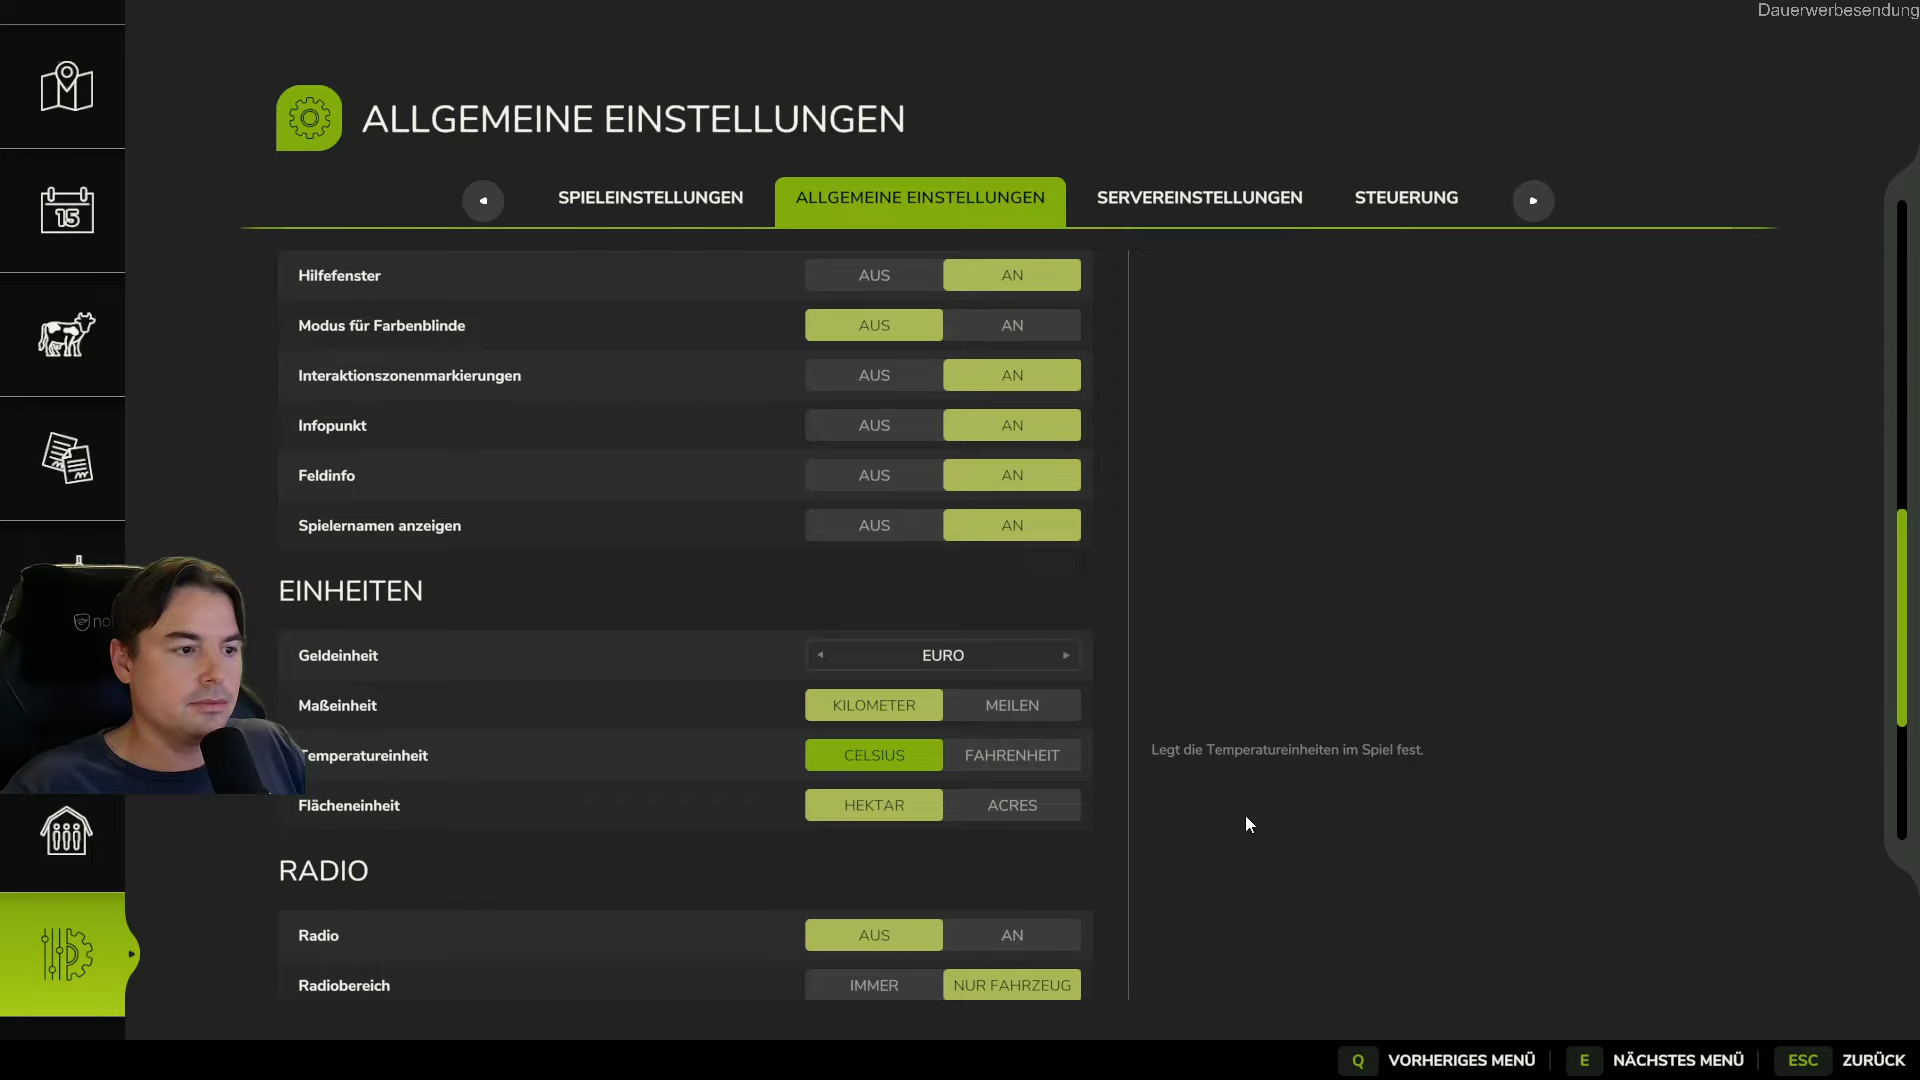 Dauerwerbesendung
ALLGEMEINE EINSTELLUNGEN
SPIELEINSTELLUNGEN ALLGEMEINE EINSTELLUNGEN SERVEREINSTELLUNGEN STEUERUNG
15
Hilfefenster AUS AN
Modus für Farbenblinde AUS AN
Interaktionszonenmarkierungen AUS AN
Infopunkt AUS AN
Feldinfo AUS AN
Spielernamen anzeigen AUS AN
EINHEITEN
Geldeinheit EURO
Maßeinheit KILOMETER MEILEN
Temperatureinheit CELSIUS FAHRENHEIT
Legt die Temperatureinheiten im Spiel fest.
Flächeneinheit HEKTAR ACRES
RADIO
Radio AUS AN
Radiobereich IMMER NUR FAHRZEUG
Q VORHERIGES MENÜ E NÄCHSTES MENÜ ESC ZURÜCK